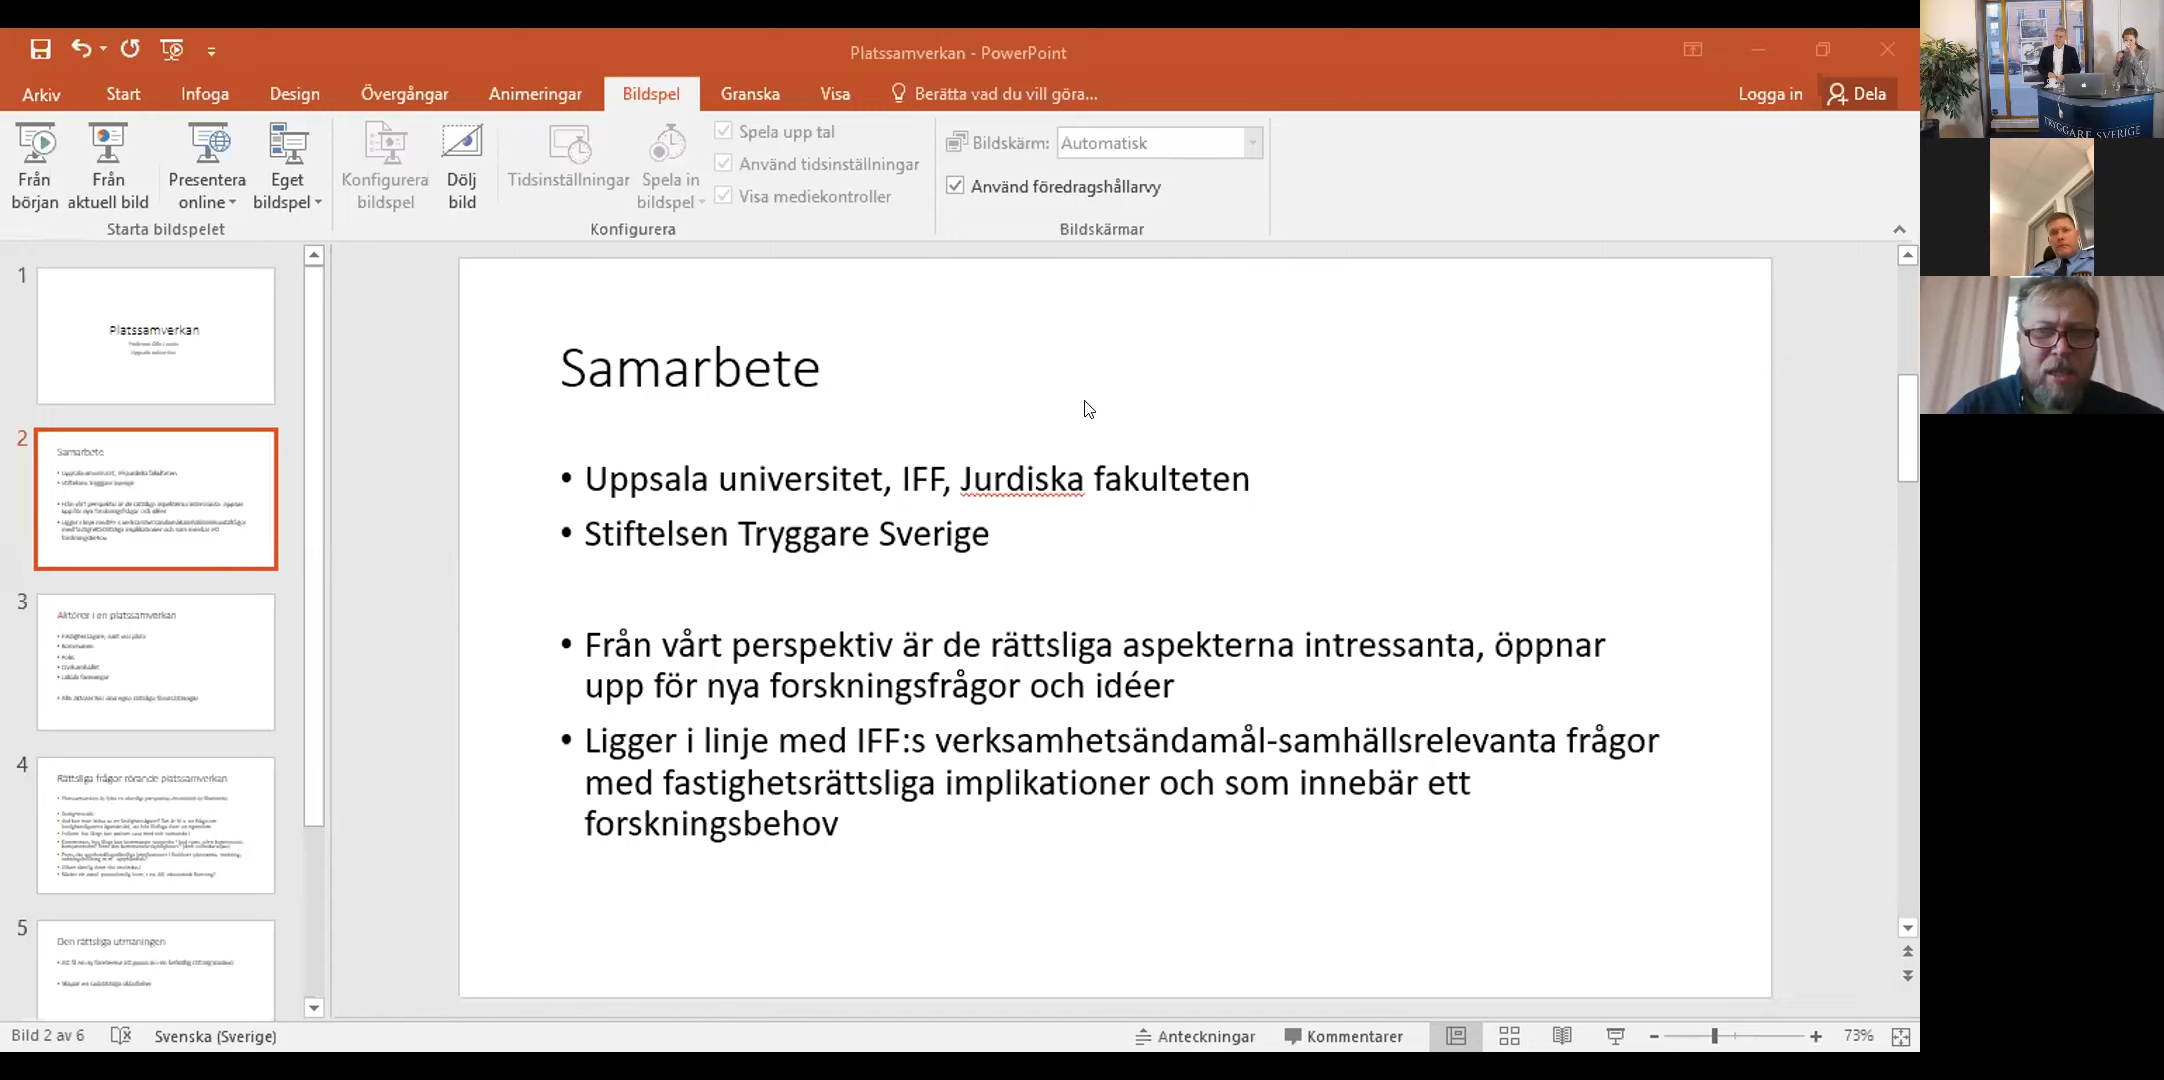 Platssamverkan - PowerPoint
Arkiv
Start
Infoga
Design
Övergångar
Animeringar
Bildspel
Granska
Visa
Berätta vad du vill göra...
Logga in
Dela
Från början
Från aktuell bild
Presentera online
Eget bildspel
Starta bildspelet
Konfigurera bildspel
Dölj bild
Tidsinställningar
Spela in bildspel
Spela upp tal
Använd tidsinställningar
Visa mediekontroller
Konfigurera
Bildskärm:
Automatisk
Använd föredragshållarvy
Bildskärmar
1
Platssamverkan
2
Samarbete
3
Aktörer i en platssamverkan
4
Rättsliga frågor rörande platssamverkan
5
Den rättsliga utmaningen
Samarbete
• Uppsala universitet, IFF, Jurdiska fakulteten
• Stiftelsen Tryggare Sverige
• Från vårt perspektiv är de rättsliga aspekterna intressanta, öppnar
upp för nya forskningsfrågor och idéer
• Ligger i linje med IFF:s verksamhetsändamål-samhällsrelevanta frågor
med fastighetsrättsliga implikationer och som innebär ett
forskningsbehov
Bild 2 av 6
Svenska (Sverige)
Anteckningar
Kommentarer
73%
TRYGGARE SVERIGE